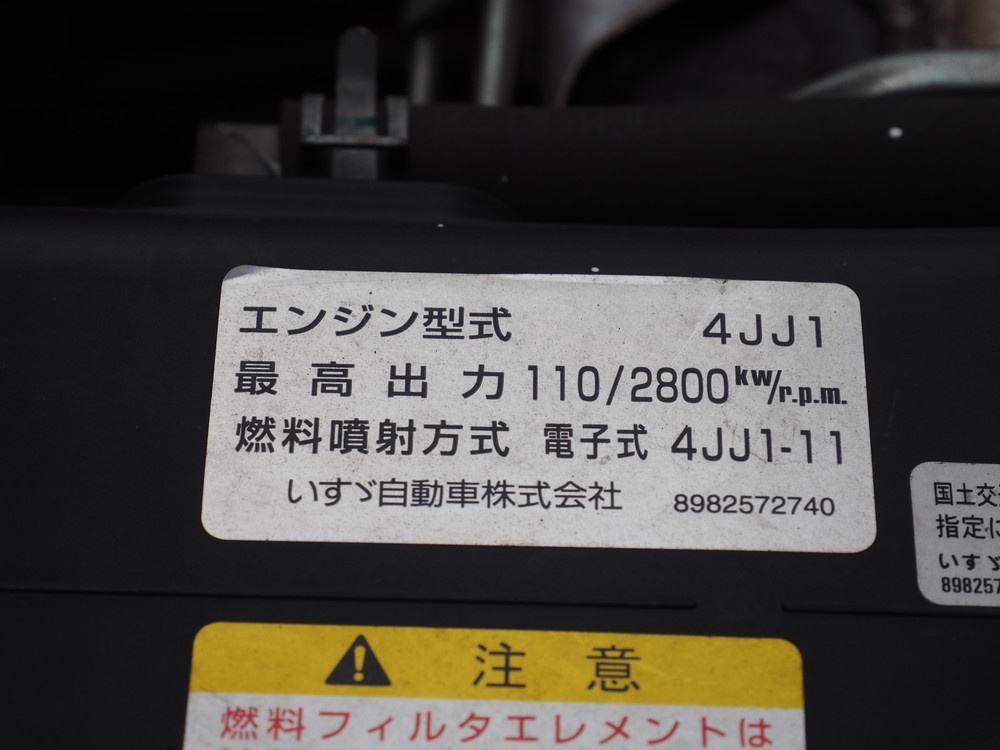 エンジン型式 4JJ1
最高出力 110/2800kw/r.p.m.
燃料噴射方式 電子式 4JJ1-11
いすゞ自動車株式会社 8982572740
国土交
指定に
いすゞ
89825
注意
燃料フィルタエレメントは